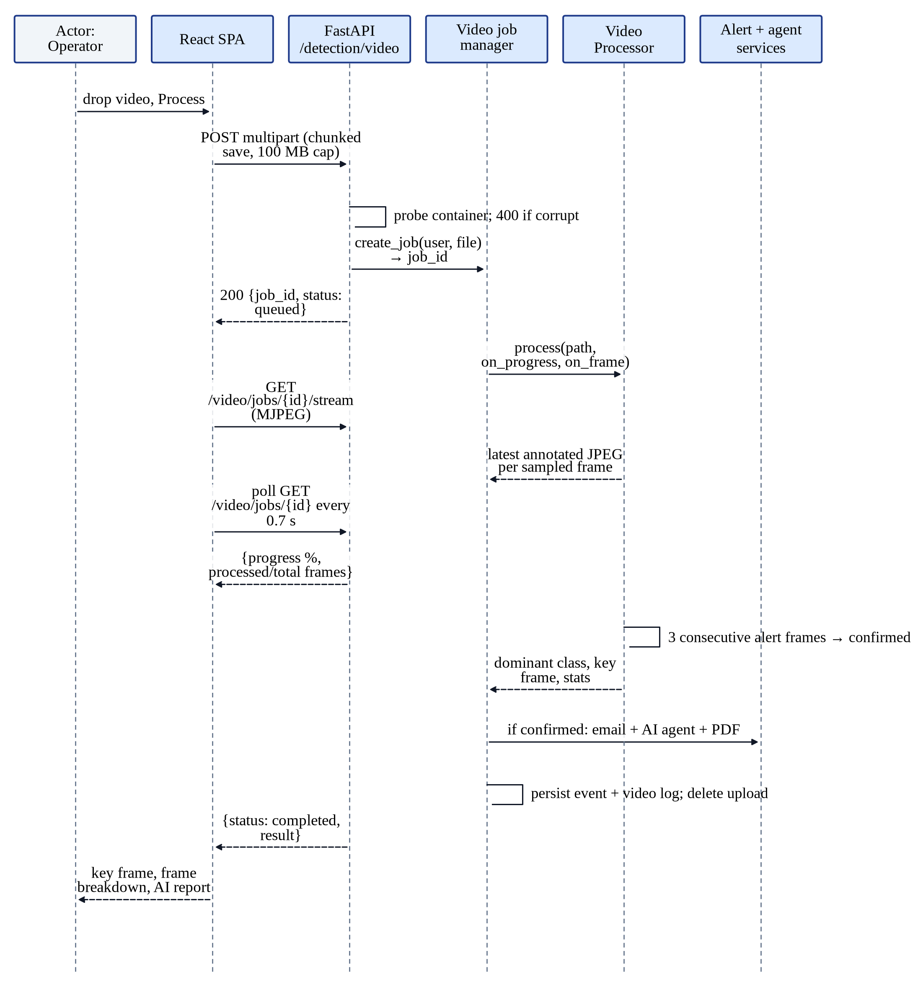 Actor:
Operator
React SPA
FastAPI
/detection/video
Video job
manager
Video
Processor
Alert + agent
services
drop video, Process
POST multipart (chunked
save, 100 MB cap)
probe container; 400 if corrupt
create_job(user, file)
→ job_id
200 {job_id, status:
queued}
process(path,
on_progress, on_frame)
GET
/video/jobs/{id}/stream
(MJPEG)
latest annotated JPEG
per sampled frame
poll GET
/video/jobs/{id} every
0.7 s
{progress %,
processed/total frames}
3 consecutive alert frames → confirmed
dominant class, key
frame, stats
if confirmed: email + AI agent + PDF
persist event + video log; delete upload
{status: completed,
result}
key frame, frame
breakdown, AI report